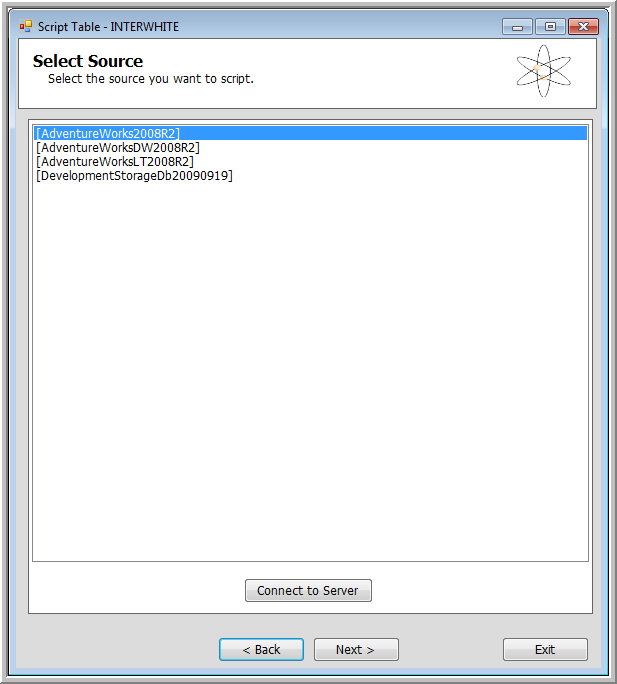 Script Table - INTERWHITE
Select Source
Select the source you want to script.
[AdventureWorks2008R2]
[AdventureWorksDW2008R2]
[AdventureWorksLT2008R2]
[DevelopmentStorageDb20090919]
Connect to Server
< Back
Next >
Exit